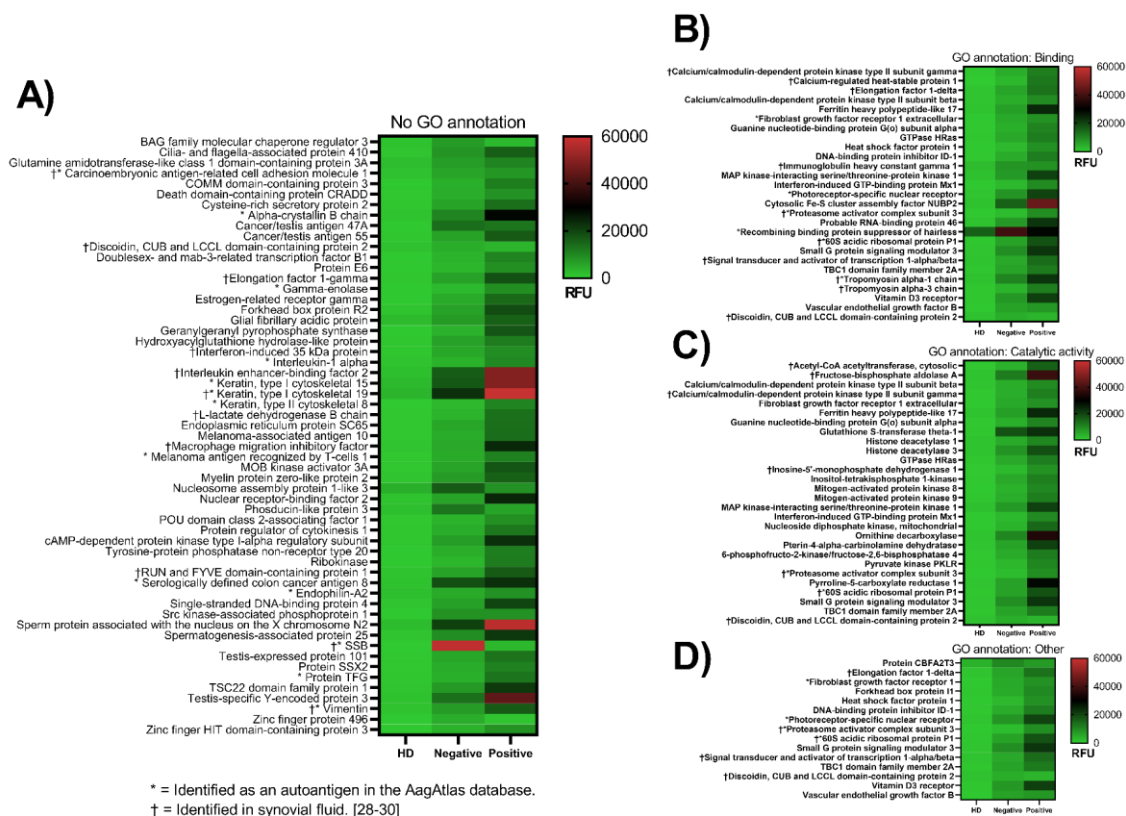 A)
No GO annotation
BAG family molecular chaperone regulator 3
Cilia- and flagella-associated protein 410
Glutamine amidotransferase-like class 1 domain-containing protein 3A
†* Carcinoembryonic antigen-related cell adhesion molecule 1
COMM domain-containing protein 3
Death domain-containing protein CRADD
Cysteine-rich secretory protein 2
* Alpha-crystallin B chain
Cancer/testis antigen 47A
Cancer/testis antigen 55
†Discoidin, CUB and LCCL domain-containing protein 2
Doublesex- and mab-3-related transcription factor B1
Protein E6
†Elongation factor 1-gamma
* Gamma-enolase
Estrogen-related receptor gamma
Forkhead box protein R2
Glial fibrillary acidic protein
Geranylgeranyl pyrophosphate synthase
Hydroxyacylglutathione hydrolase-like protein
†Interferon-induced 35 kDa protein
* Interleukin-1 alpha
†Interleukin enhancer-binding factor 2
* Keratin, type I cytoskeletal 15
†* Keratin, type I cytoskeletal 19
* Keratin, type II cytoskeletal 8
†L-lactate dehydrogenase B chain
Endoplasmic reticulum protein SC65
Melanoma-associated antigen 10
†Macrophage migration inhibitory factor
* Melanoma antigen recognized by T-cells 1
MOB kinase activator 3A
Myelin protein zero-like protein 2
Nucleosome assembly protein 1-like 3
Nuclear receptor-binding factor 2
Phosducin-like protein 3
POU domain class 2-associating factor 1
Protein regulator of cytokinesis 1
cAMP-dependent protein kinase type I-alpha regulatory subunit
Tyrosine-protein phosphatase non-receptor type 20
Ribokinase
†RUN and FYVE domain-containing protein 1
* Serologically defined colon cancer antigen 8
* Endophilin-A2
Single-stranded DNA-binding protein 4
Src kinase-associated phosphoprotein 1
Sperm protein associated with the nucleus on the X chromosome N2
Spermatogenesis-associated protein 25
†* SSB
Testis-expressed protein 101
Protein SSX2
* Protein TFG
TSC22 domain family protein 1
Testis-specific Y-encoded protein 3
†* Vimentin
Zinc finger protein 496
Zinc finger HIT domain-containing protein 3
HD Negative Positive
60000
40000
20000
0
RFU
* = Identified as an autoantigen in the AagAtlas database.
† = Identified in synovial fluid. [28-30]
B)
GO annotation: Binding
†Calcium/calmodulin-dependent protein kinase type II subunit gamma
†Calcium-regulated heat-stable protein 1
†Elongation factor 1-delta
Calcium/calmodulin-dependent protein kinase type II subunit beta
Ferritin heavy polypeptide-like 17
*Fibroblast growth factor receptor 1 extracellular
Guanine nucleotide-binding protein G(o) subunit alpha
GTPase HRas
Heat shock factor protein 1
DNA-binding protein inhibitor ID-1
†Immunoglobulin heavy constant gamma 1
MAP kinase-interacting serine/threonine-protein kinase 1
Interferon-induced GTP-binding protein Mx1
*Photoreceptor-specific nuclear receptor
Cytosolic Fe-S cluster assembly factor NUBP2
†*Proteasome activator complex subunit 3
Probable RNA-binding protein 46
*Recombining binding protein suppressor of hairless
†*60S acidic ribosomal protein P1
Small G protein signaling modulator 3
†Signal transducer and activator of transcription 1-alpha/beta
TBC1 domain family member 2A
†*Tropomyosin alpha-1 chain
†Tropomyosin alpha-3 chain
Vitamin D3 receptor
Vascular endothelial growth factor B
†Discoidin, CUB and LCCL domain-containing protein 2
HD Negative Positive
60000
40000
20000
0
RFU
C)
GO annotation: Catalytic activity
†Acetyl-CoA acetyltransferase, cytosolic
†Fructose-bisphosphate aldolase A
Calcium/calmodulin-dependent protein kinase type II subunit beta
†Calcium/calmodulin-dependent protein kinase type II subunit gamma
Fibroblast growth factor receptor 1 extracellular
Ferritin heavy polypeptide-like 17
Guanine nucleotide-binding protein G(o) subunit alpha
Glutathione S-transferase theta-1
Histone deacetylase 1
Histone deacetylase 3
GTPase HRas
†Inosine-5'-monophosphate dehydrogenase 1
Inositol-tetrakisphosphate 1-kinase
Mitogen-activated protein kinase 8
Mitogen-activated protein kinase 9
MAP kinase-interacting serine/threonine-protein kinase 1
Interferon-induced GTP-binding protein Mx1
Nucleoside diphosphate kinase, mitochondrial
Ornithine decarboxylase
Pterin-4-alpha-carbinolamine dehydratase
6-phosphofructo-2-kinase/fructose-2,6-bisphosphatase 4
Pyruvate kinase PKLR
†*Proteasome activator complex subunit 3
Pyrroline-5-carboxylate reductase 1
†*60S acidic ribosomal protein P1
Small G protein signaling modulator 3
TBC1 domain family member 2A
†Discoidin, CUB and LCCL domain-containing protein 2
HD Negative Positive
60000
40000
20000
0
RFU
D)
GO annotation: Other
Protein CBFA2T3
†Elongation factor 1-delta
*Fibroblast growth factor receptor 1
Forkhead box protein I1
Heat shock factor protein 1
DNA-binding protein inhibitor ID-1
*Photoreceptor-specific nuclear receptor
†*Proteasome activator complex subunit 3
†*60S acidic ribosomal protein P1
Small G protein signaling modulator 3
†Signal transducer and activator of transcription 1-alpha/beta
TBC1 domain family member 2A
†Discoidin, CUB and LCCL domain-containing protein 2
Vitamin D3 receptor
Vascular endothelial growth factor B
HD Negative Positive
60000
40000
20000
0
RFU